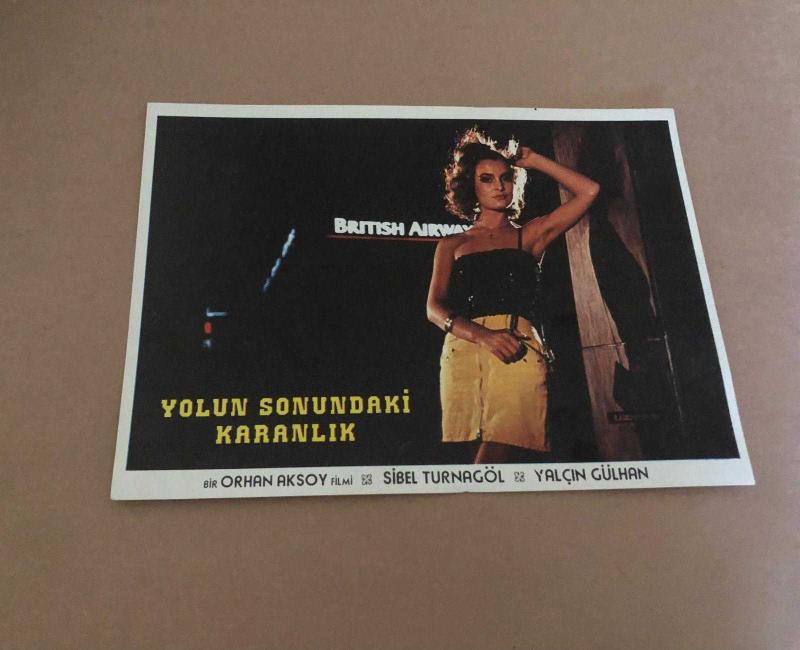 BRITISH AIRWAY
YOLUN SONUNDAKİ
KARANLIK
BİR ORHAN AKSOY FİLMİ SİBEL TURNAGÖL YALÇIN GÜLHAN